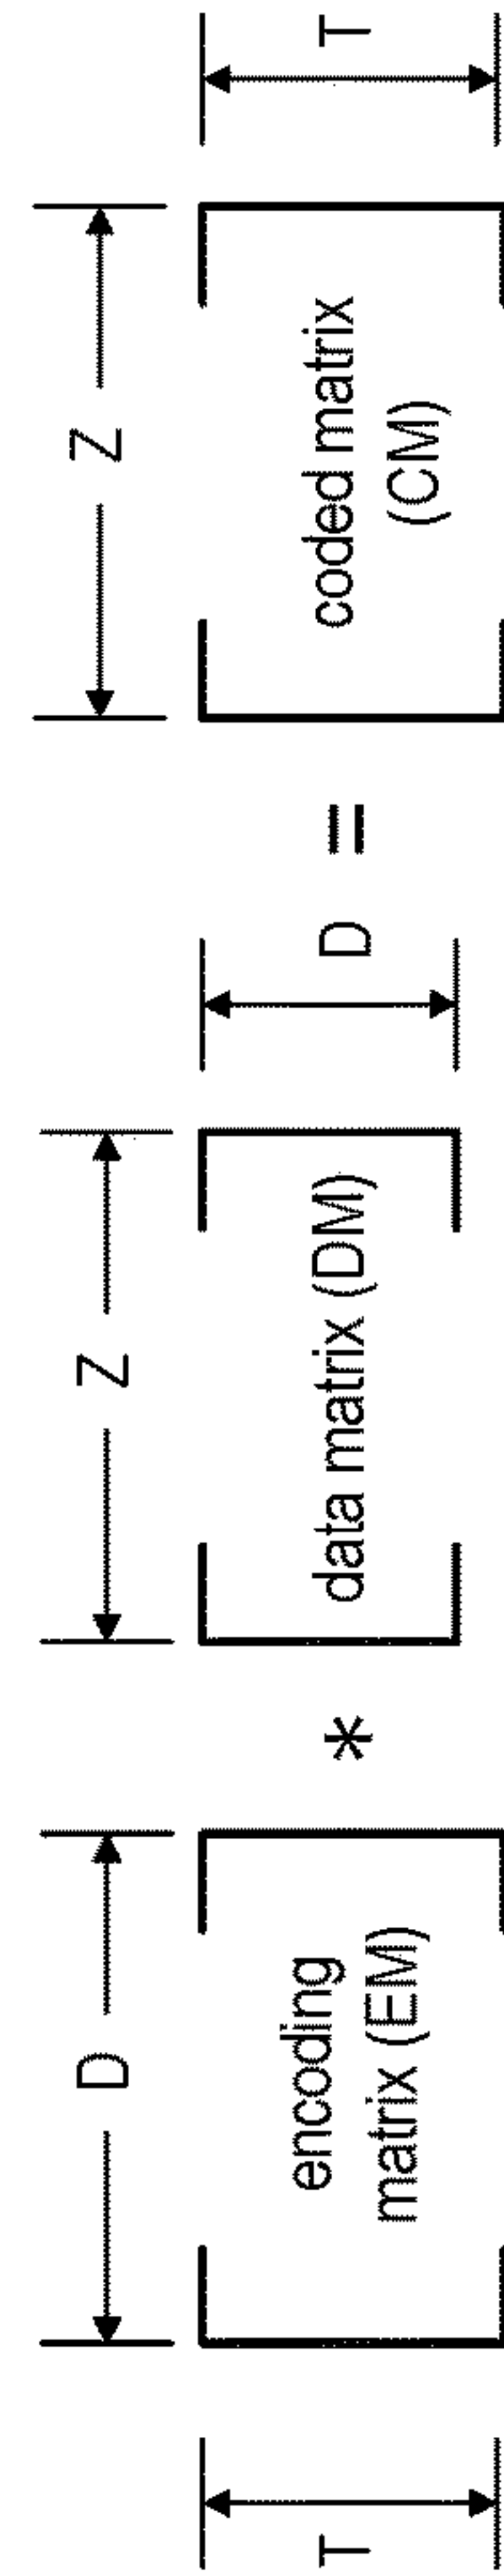 T
D
encoding
matrix (EM)
*
Z
data matrix (DM)
D
=
Z
coded matrix
(CM)
T